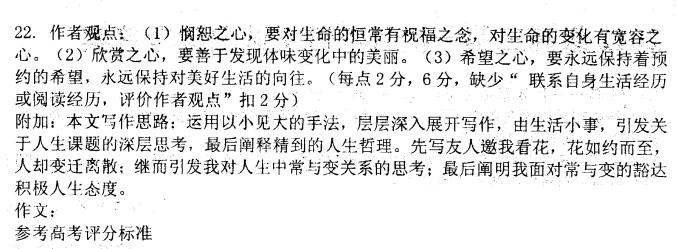 22. 作者观点：（1）悯恕之心，要对生命的恒常有祝福之念，对生命的变化有宽容之
心。（2）欣赏之心，要善于发现体味变化中的美丽。（3）希望之心，要永远保持着预
约的希望，永远保持对美好生活的向往。（每点2分，6分，缺少“ 联系自身生活经历
或阅读经历，评价作者观点”扣2分）
附加：本文写作思路：运用以小见大的手法，层层深入展开写作，由生活小事，引发关
于人生课题的深层思考，最后阐释精到的人生哲理。先写友人邀我看花，花如约而至，
人却变迁离散；继而引发我对人生中常与变关系的思考；最后阐明我面对常与变的豁达
积极人生态度。
作文：
参考高考评分标准